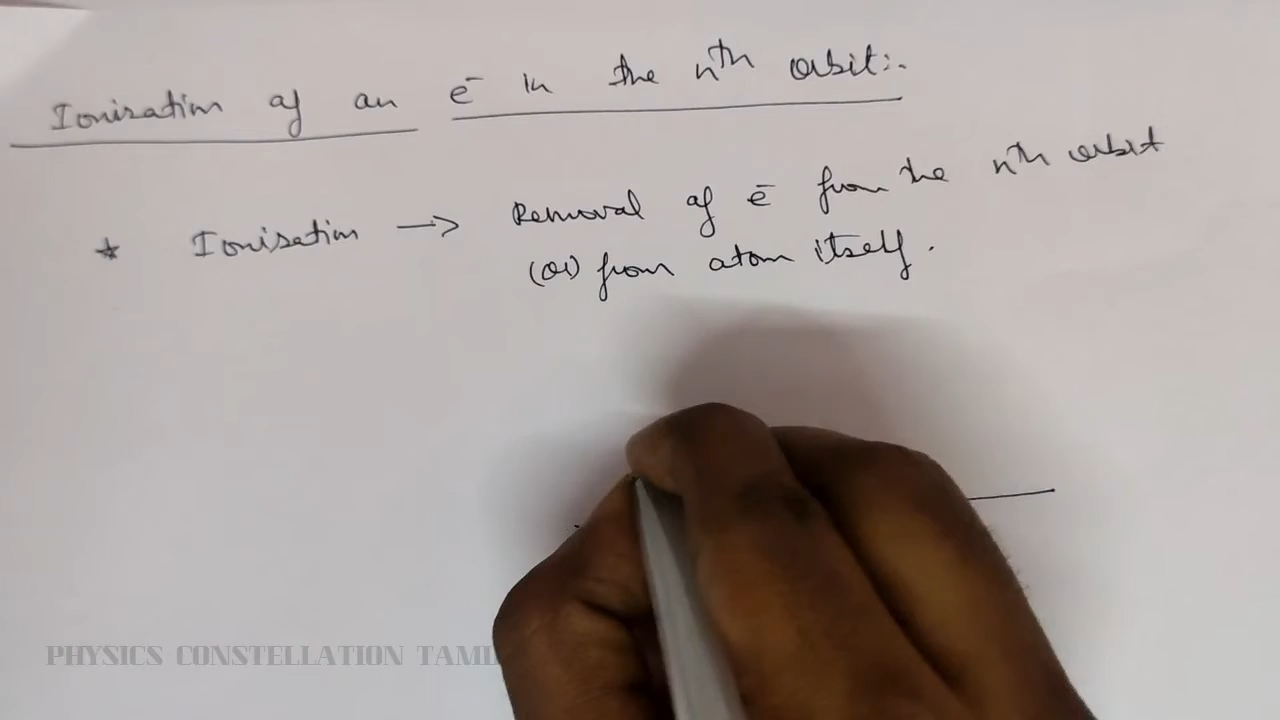 Ionisation of an e⁻ in the nth orbit:-
* Ionisation → Removal of e⁻ from the nth orbit
(or) from atom itself.
PHYSICS CONSTELLATION TAMIL